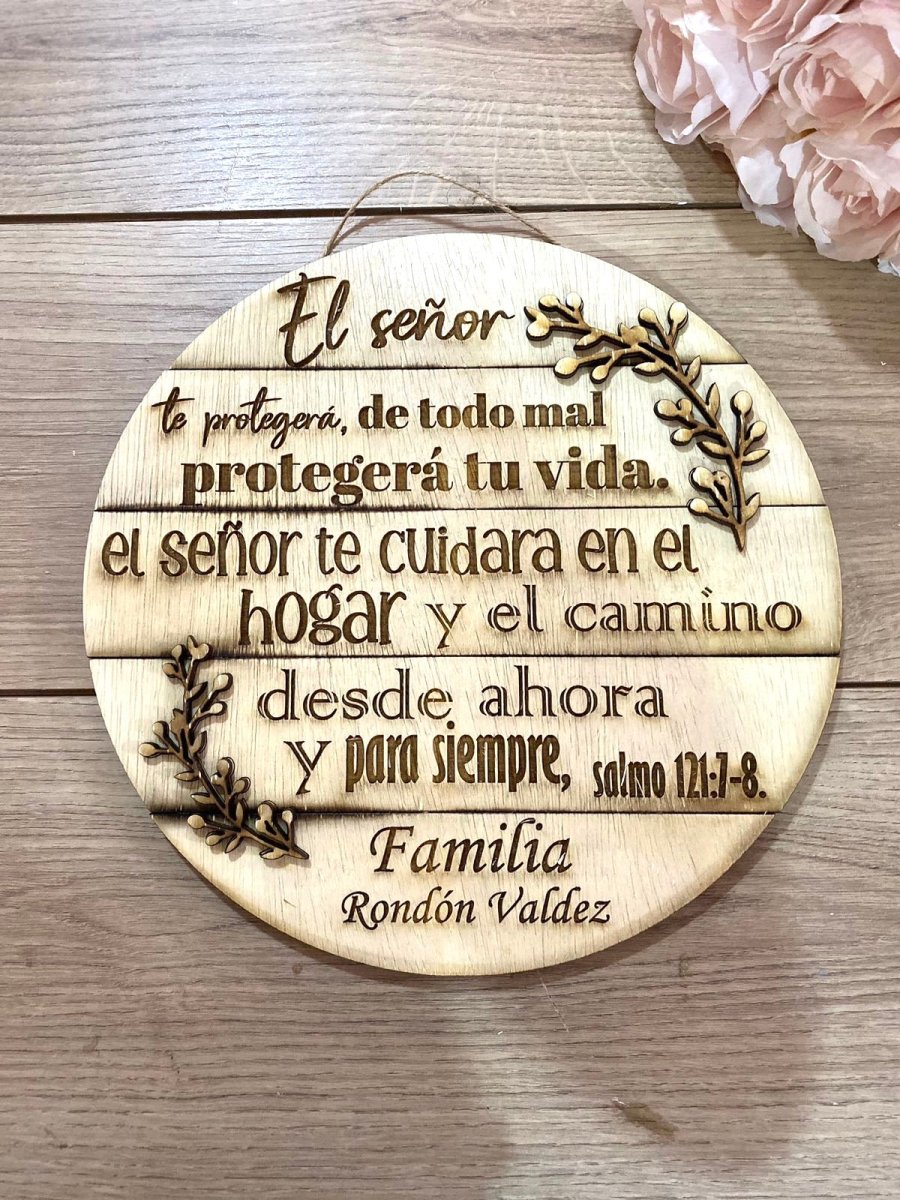 El señor
te protegerá, de todo mal
protegerá tu vida.
el señor te cuidara en el
hogar y el camino
desde ahora
y para siempre, salmo 121:7-8.
Familia
Rondón Valdez